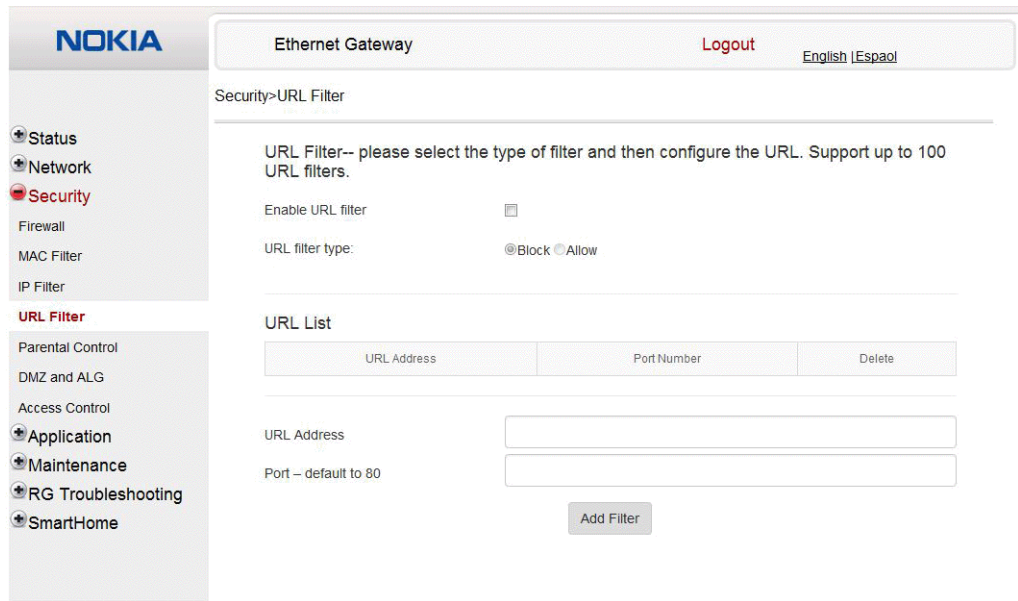 NOKIA
Ethernet Gateway
Logout
English |Espaol
Security>URL Filter
Status
Network
Security
Firewall
MAC Filter
IP Filter
URL Filter
Parental Control
DMZ and ALG
Access Control
Application
Maintenance
RG Troubleshooting
SmartHome
URL Filter-- please select the type of filter and then configure the URL. Support up to 100
URL filters.
Enable URL filter
URL filter type: Block Allow
URL List
URL Address Port Number Delete
URL Address
Port – default to 80
Add Filter